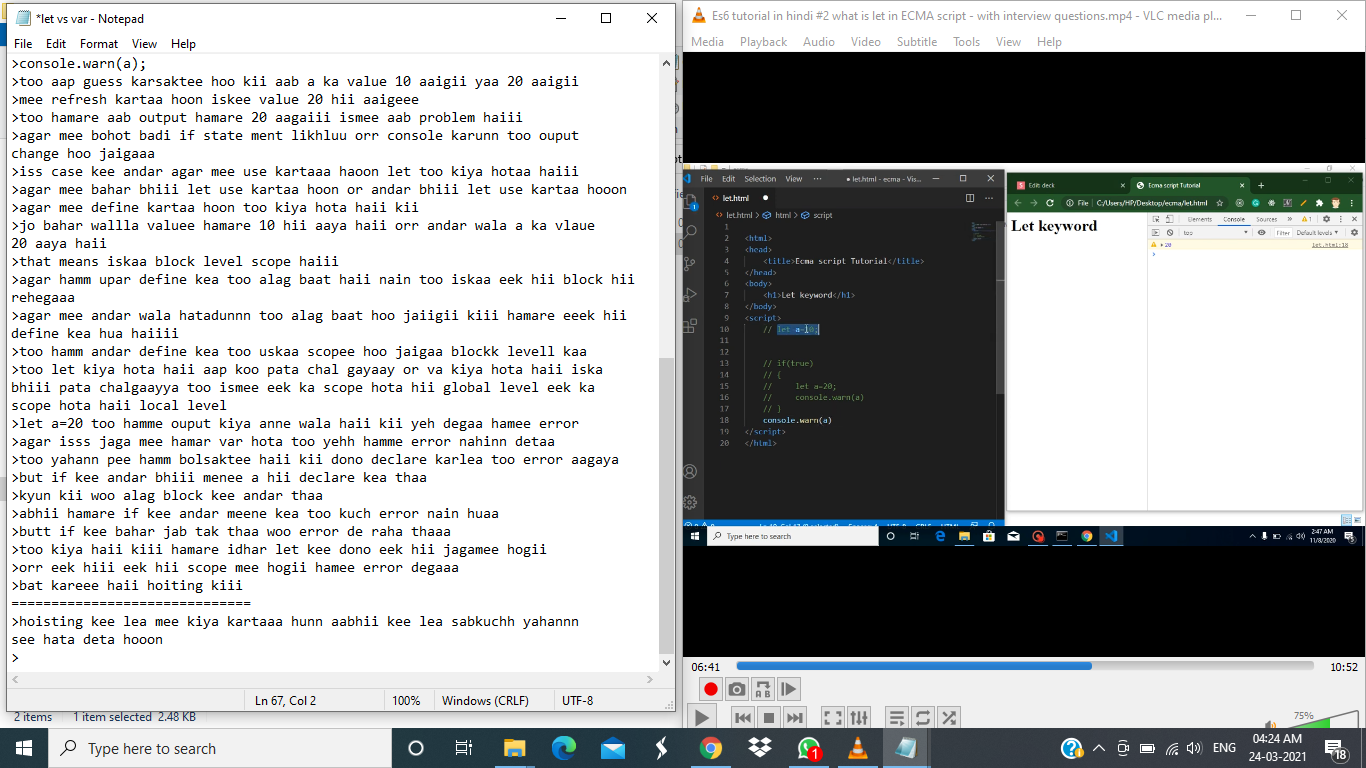 *let vs var - Notepad
File Edit Format View Help
>console.warn(a);
>too aap guess karsaktee hoo kii aab a ka value 10 aaigii yaa 20 aaigii
>mee refresh kartaa hoon iskee value 20 hii aaigeee
>too hamare aab output hamare 20 aagaiii ismee aab problem haiii
>agar mee bohot badi if state ment likhluu orr console karunn too ouput
change hoo jaigaaa
>iss case kee andar agar mee use kartaaa haoon let too kiya hotaa haiii
>agar mee bahar bhiii let use kartaa hoon or andar bhiii let use kartaa hooon
>agar mee define kartaa hoon too kiya hota haii kii
>jo bahar wallla valuee hamare 10 hii aaya haii orr andar wala a ka vlaue
20 aaya haii
>that means iskaa block level scope haiii
>agar hamm upar define kea too alag baat haii nain too iskaa eek hii block hii
rehegaaa
>agar mee andar wala hatadunnn too alag baat hoo jaiigii kiii hamare eeek hii
define kea hua haiiii
>too hamm andar define kea too uskaa scopee hoo jaigaa blockk levell kaa
>too let kiya hota haii aap koo pata chal gayaay or va kiya hota haii iska
bhiii pata chalgaayya too ismee eek ka scope hota hii global level eek ka
scope hota haii local level
>let a=20 too hamme ouput kiya anne wala haii kii yeh degaa hamee error
>agar isss jaga mee hamar var hota too yehh hamme error nahinn detaa
>too yahann pee hamm bolsaktee haii kii dono declare karlea too error aagaya
>but if kee andar bhiii menee a hii declare kea thaa
>kyun kii woo alag block kee andar thaa
>abhii hamare if kee andar meene kea too kuch error nain huaa
>butt if kee bahar jab tak thaa woo error de raha thaaa
>too kiya haii kiii hamare idhar let kee dono eek hii jagamee hogii
>orr eek hiii eek hii scope mee hogii hamee error degaaa
>bat kareee haii hoiting kiii
==============================
>hoisting kee lea mee kiya kartaaa hunn aabhii kee lea sabkuchh yahannn
see hata deta hooon
>
Ln 67, Col 2 100% Windows (CRLF) UTF-8
2 items 1 item selected 2.48 KB
Es6 tutorial in hindi #2 what is let in ECMA script - with interview questions.mp4 - VLC media pl...
Media Playback Audio Video Subtitle Tools View Help
File Edit Selection View ··· ● let.html - ecma - Vis...
let.html
let.html > html > script
1
2 <html>
3 <head>
4 <title>Ecma script Tutorial</title>
5 </head>
6 <body>
7 <h1>Let keyword</h1>
8 </body>
9 <script>
10 // let a=10;
11
12
13 // if(true)
14 // {
15 // let a=20;
16 // console.warn(a)
17 // }
18 console.warn(a)
19 </script>
20 </html>
Edit deck
Ecma script Tutorial
File | C:/Users/HP/Desktop/ecma/let.html
Let keyword
Elements Console Sources » 1
top Filter Default levels
20 let.html:18
Type here to search
2:47 AM
11/8/2020
06:41 10:52
75%
Type here to search
1
ENG
04:24 AM
24-03-2021
18